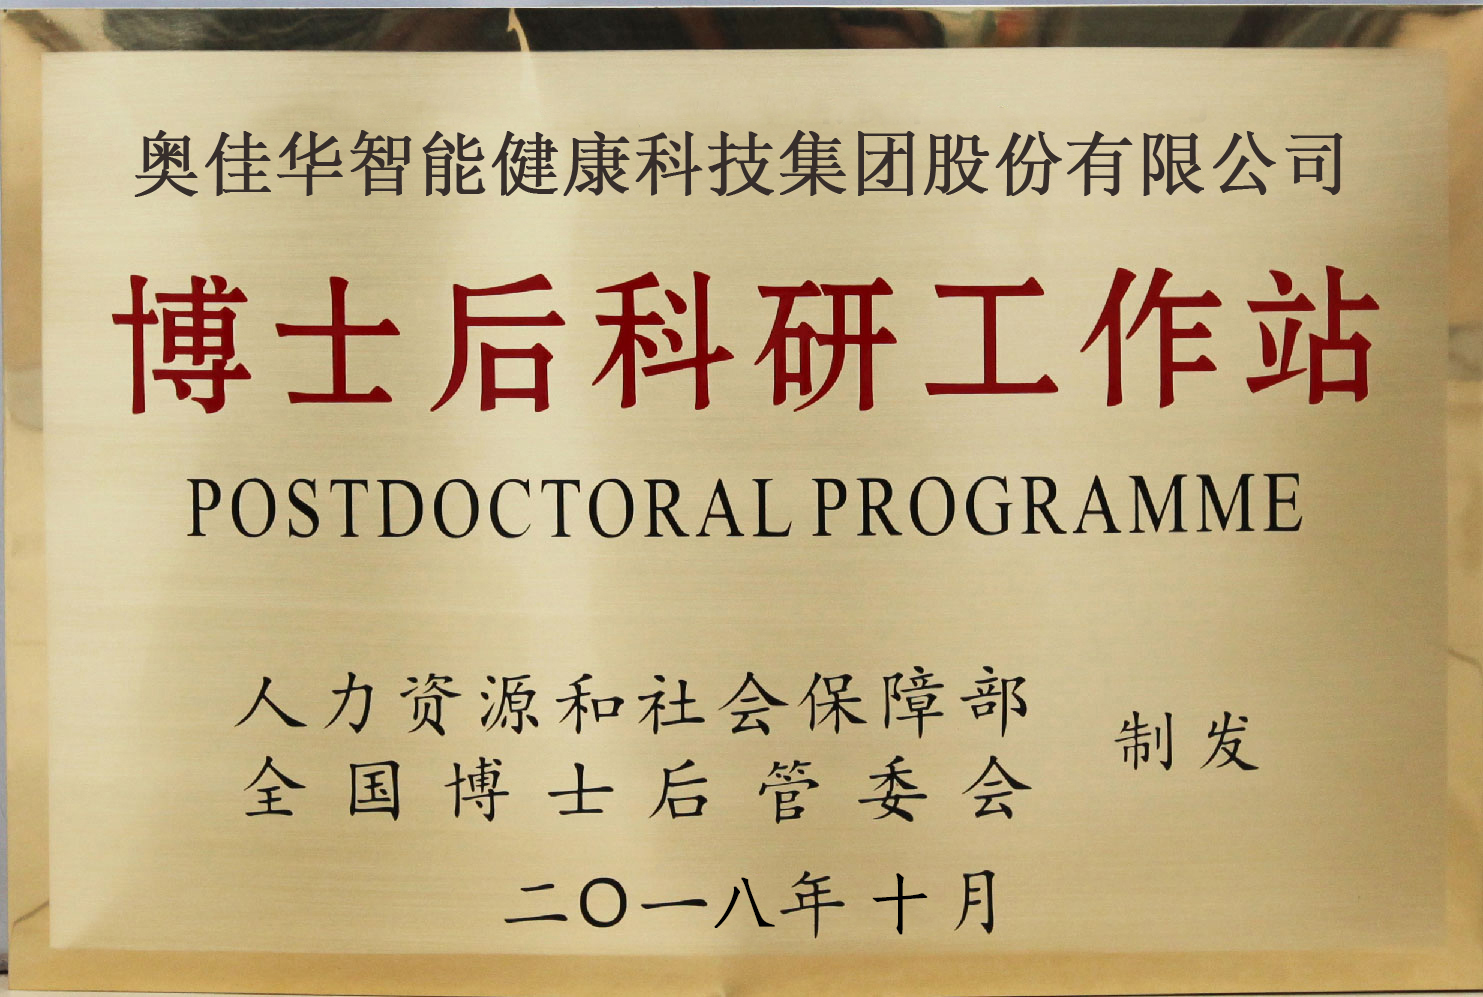 奥佳华智能健康科技集团股份有限公司
博士后科研工作站
POSTDOCTORAL PROGRAMME
人力资源和社会保障部
全国博士后管委会
制发
二〇一八年十月